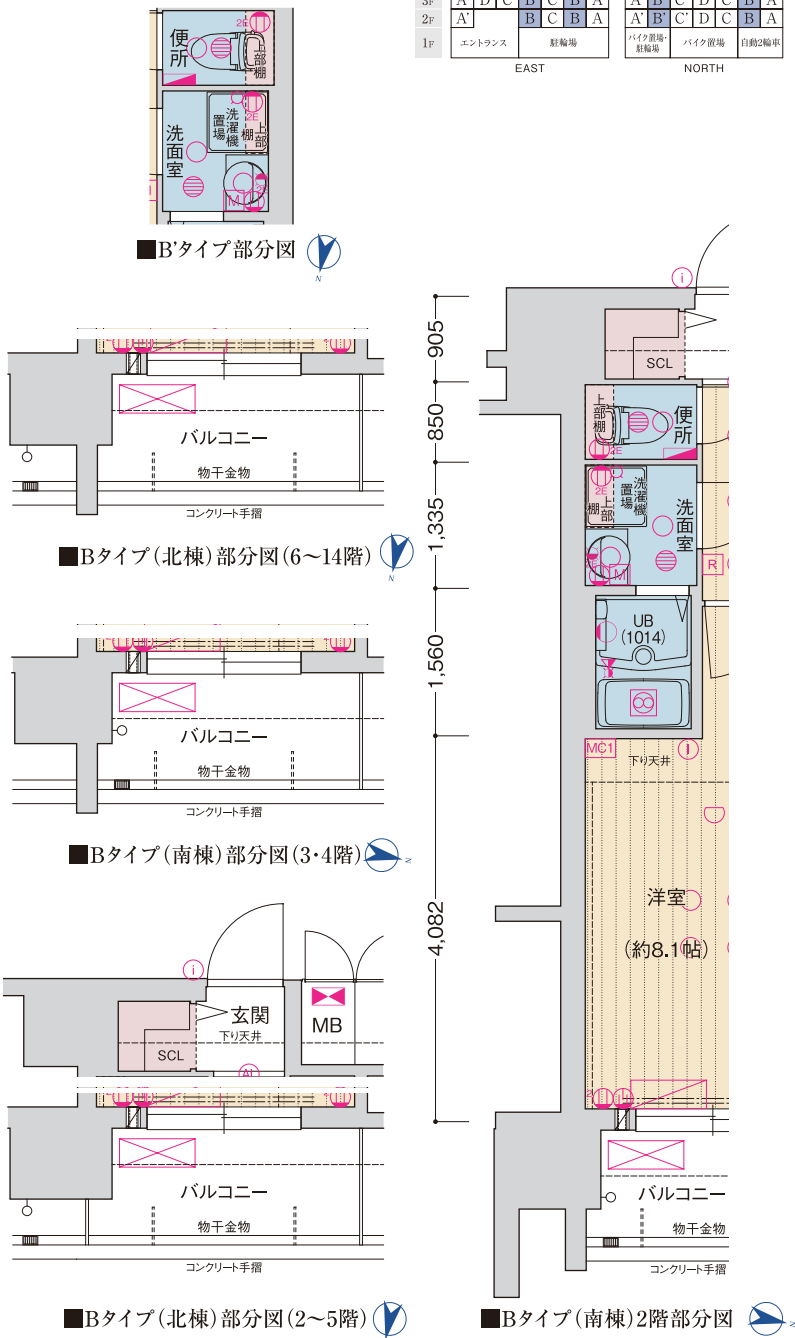 3F A D C B C B A A B C D C B A
2F A' B C B A A' B' C' D C B A
1F エントランス 駐輪場 バイク置場・駐輪場 バイク置場 自動2輪車
EAST NORTH
便所
上部棚
2E
洗面室
洗濯機置場
上部棚
2E
2E
M
■B'タイプ部分図
N
バルコニー
物干金物
コンクリート手摺
■Bタイプ(北棟)部分図(6〜14階)
N
バルコニー
物干金物
コンクリート手摺
■Bタイプ(南棟)部分図(3・4階)
N
i
玄関
下り天井
SCL
MB
バルコニー
物干金物
コンクリート手摺
■Bタイプ(北棟)部分図(2〜5階)
905
850
1,335
1,560
4,082
i
SCL
上部棚
便所
2E
2E
洗濯機置場
上部棚
洗面室
2E
M
R
UB
(1014)
MC1
下り天井
洋室
(約8.1帖)
2
バルコニー
物干金物
コンクリート手摺
■Bタイプ(南棟)2階部分図
N